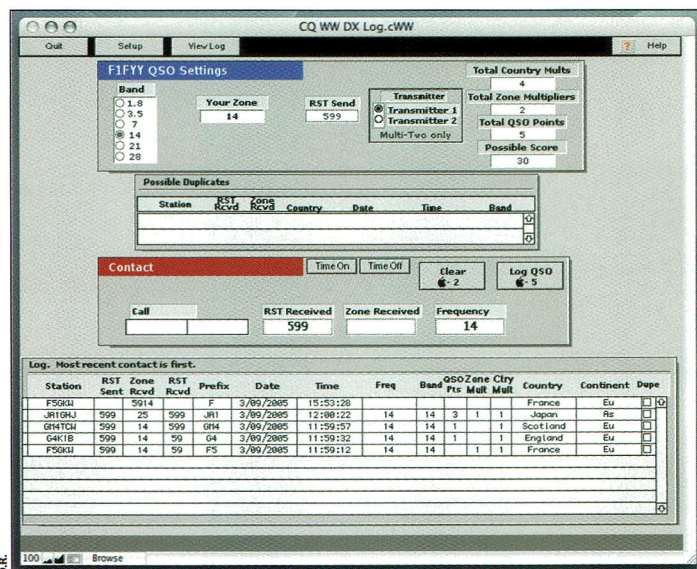 CQ WW DX Log.cWW
Quit Setup View Log ? Help
F1FYY QSO Settings
Band
1.8
3.5
7
14
21
28
Your Zone
14
RST Send
599
Transmitter
Transmitter 1
Transmitter 2
Multi-Two only
Total Country Mults
4
Total Zone Multipliers
2
Total QSO Points
5
Possible Score
30
Possible Duplicates
Station RST Rcvd Zone Rcvd Country Date Time Band
Contact
Time On Time Off
Clear
- 2
Log QSO
- 5
Call RST Received Zone Received Frequency
599 14
Log. Most recent contact is first.
Station RST Sent Zone Rcvd RST Rcvd Prefix Date Time Freq Band QSO Pts Zone Mult Ctry Mult Country Continent Dupe
F5GKW 5914 F 3/09/2005 15:53:28 France Eu
JA1GHJ 599 25 599 JA1 3/09/2005 12:00:22 14 14 3 1 1 Japan As
GM4TCW 599 14 599 GM4 3/09/2005 11:59:57 14 14 1 1 Scotland Eu
G4KIB 599 14 59 G4 3/09/2005 11:59:32 14 14 1 1 England Eu
F5GKW 599 14 59 F5 3/09/2005 11:59:12 14 14 1 1 France Eu
100 Browse
D.R.